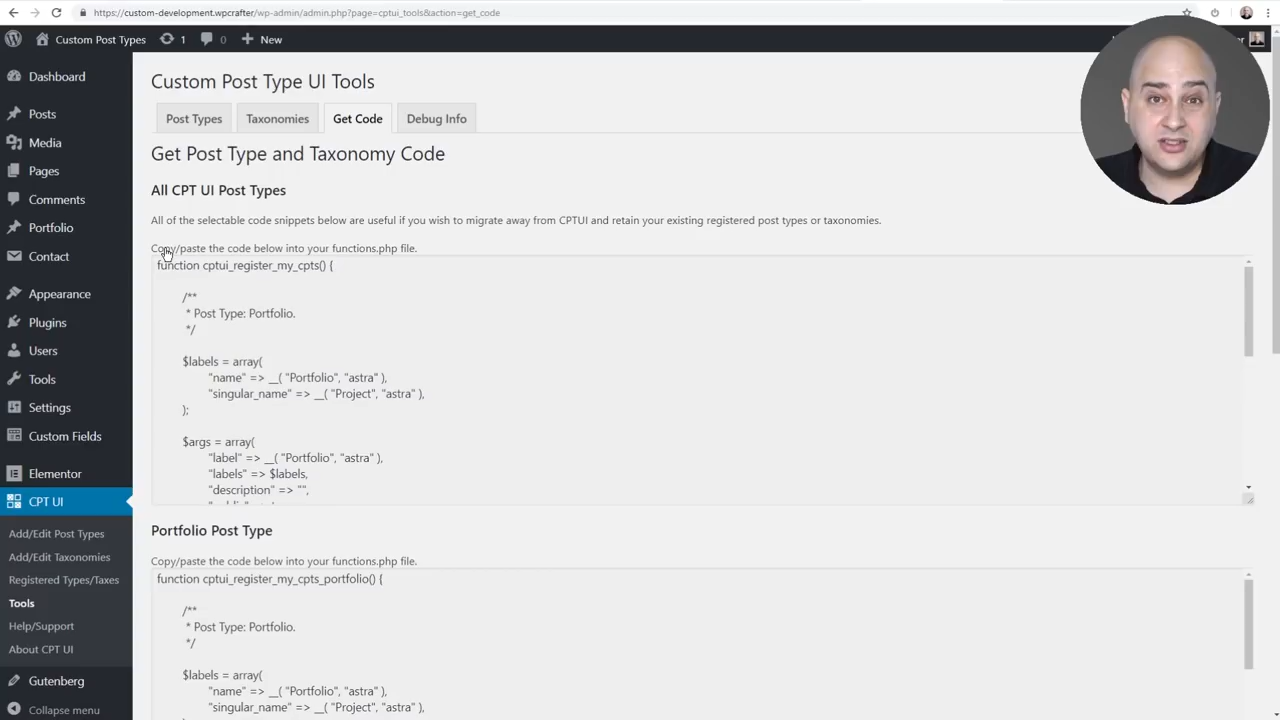 https://custom-development.wpcrafter/wp-admin/admin.php?page=cptui_tools&action=get_code
Custom Post Types
1
0
New
Dashboard
Posts
Media
Pages
Comments
Portfolio
Contact
Appearance
Plugins
Users
Tools
Settings
Custom Fields
Elementor
CPT UI
Add/Edit Post Types
Add/Edit Taxonomies
Registered Types/Taxes
Tools
Help/Support
About CPT UI
Gutenberg
Collapse menu
Custom Post Type UI Tools
Post Types
Taxonomies
Get Code
Debug Info
Get Post Type and Taxonomy Code
All CPT UI Post Types
All of the selectable code snippets below are useful if you wish to migrate away from CPTUI and retain your existing registered post types or taxonomies.
Copy/paste the code below into your functions.php file.
function cptui_register_my_cpts() {
/**
* Post Type: Portfolio.
*/
$labels = array(
"name" => __( "Portfolio", "astra" ),
"singular_name" => __( "Project", "astra" ),
);
$args = array(
"label" => __( "Portfolio", "astra" ),
"labels" => $labels,
"description" => "",
Portfolio Post Type
Copy/paste the code below into your functions.php file.
function cptui_register_my_cpts_portfolio() {
/**
* Post Type: Portfolio.
*/
$labels = array(
"name" => __( "Portfolio", "astra" ),
"singular_name" => __( "Project", "astra" ),